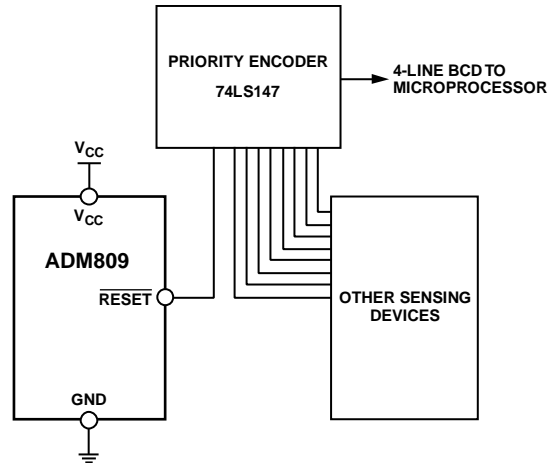 PRIORITY ENCODER
74LS147
4-LINE BCD TO
MICROPROCESSOR
VCC
VCC
ADM809
RESET
OTHER SENSING
DEVICES
GND